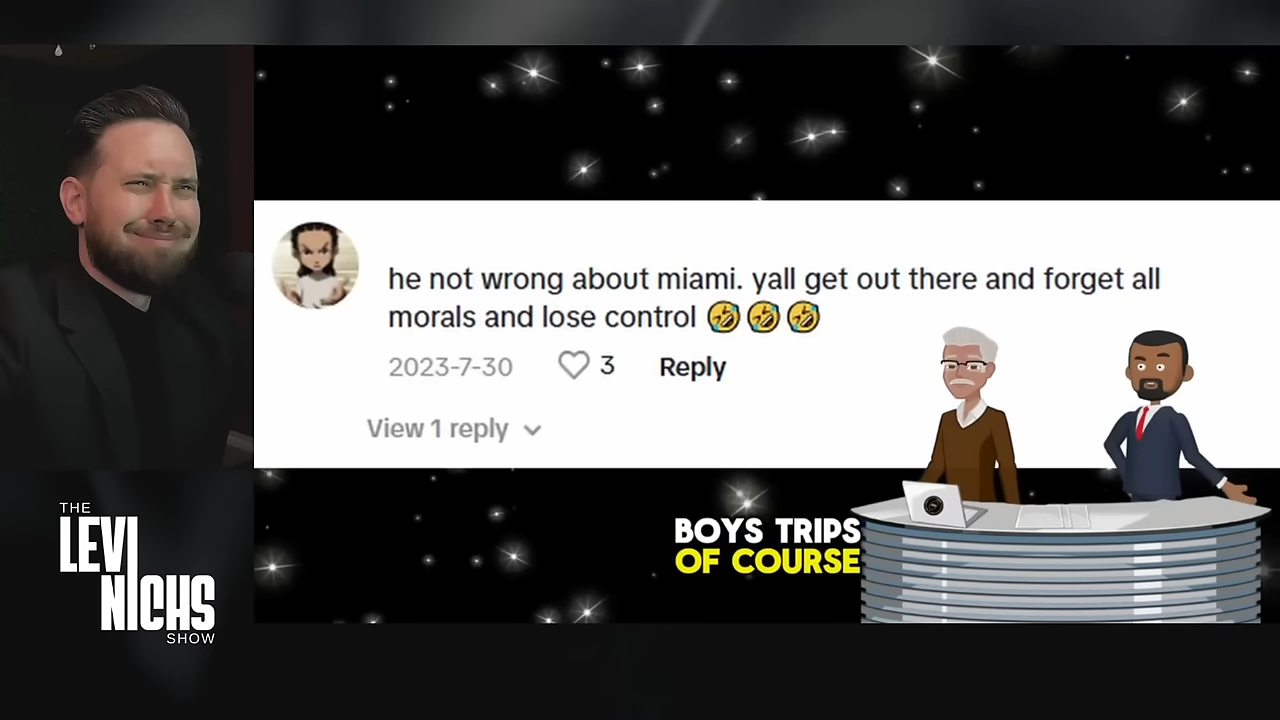 he not wrong about miami. yall get out there and forget all
morals and lose control 🤣🤣🤣
2023-7-30 3 Reply
View 1 reply
BOYS TRIPS
OF COURSE
THE
LEVI
NICHS
SHOW